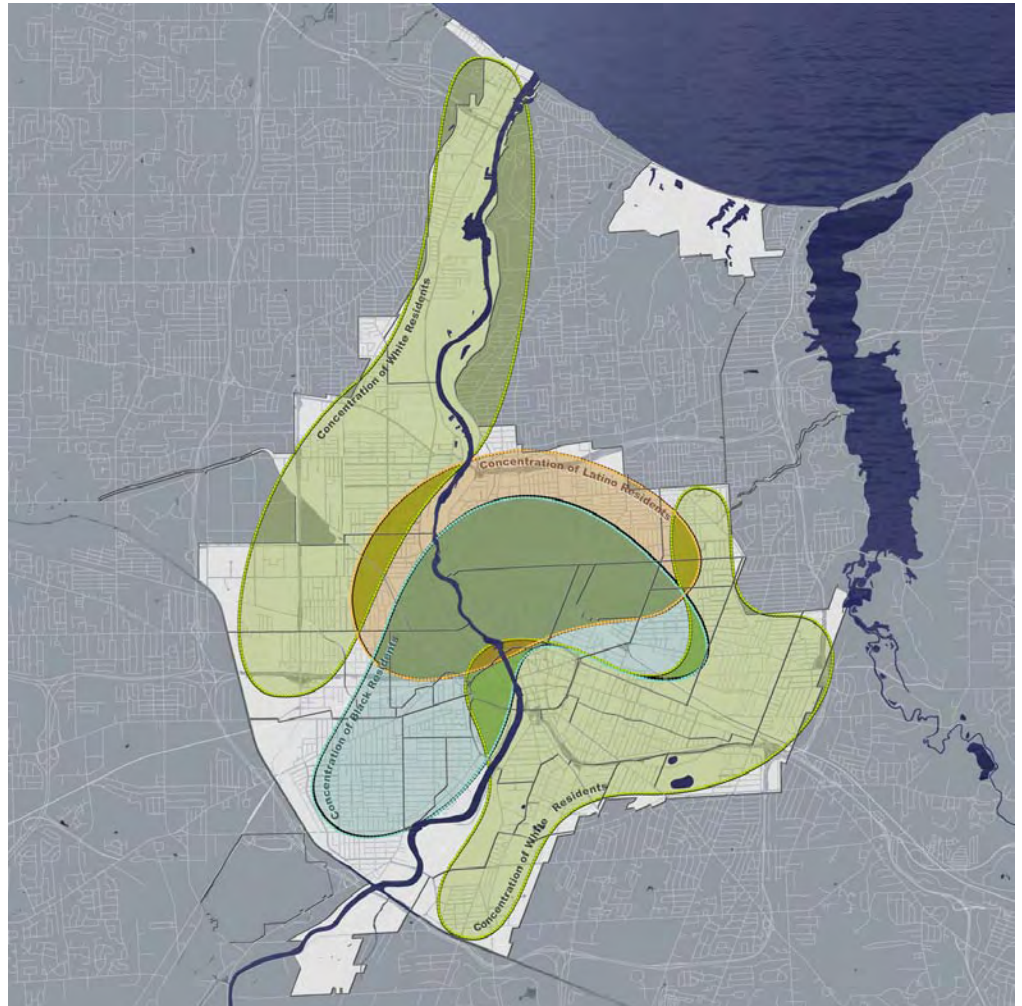 Concentration of White Residents
Concentration of Latino Residents
Concentration of Black Residents
Concentration of White Residents